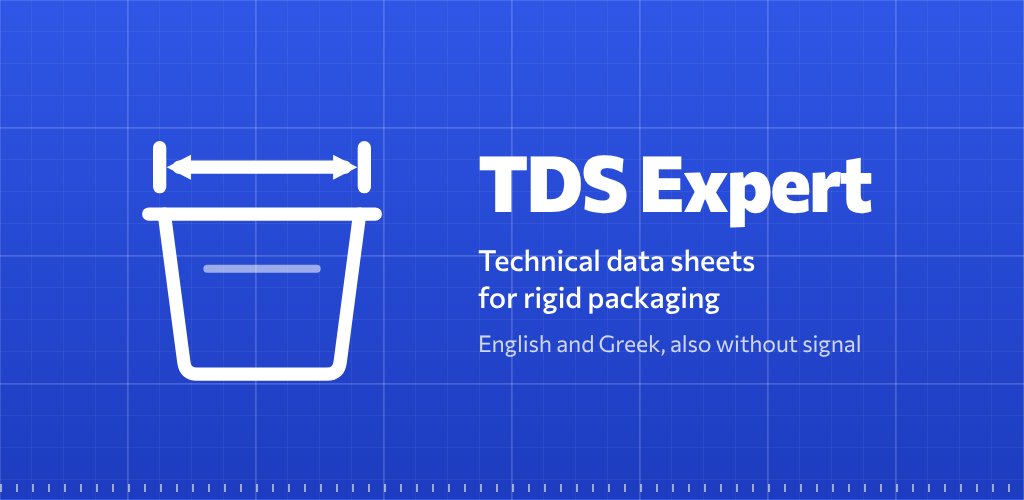 TDS Expert
Technical data sheets
for rigid packaging
English and Greek, also without signal